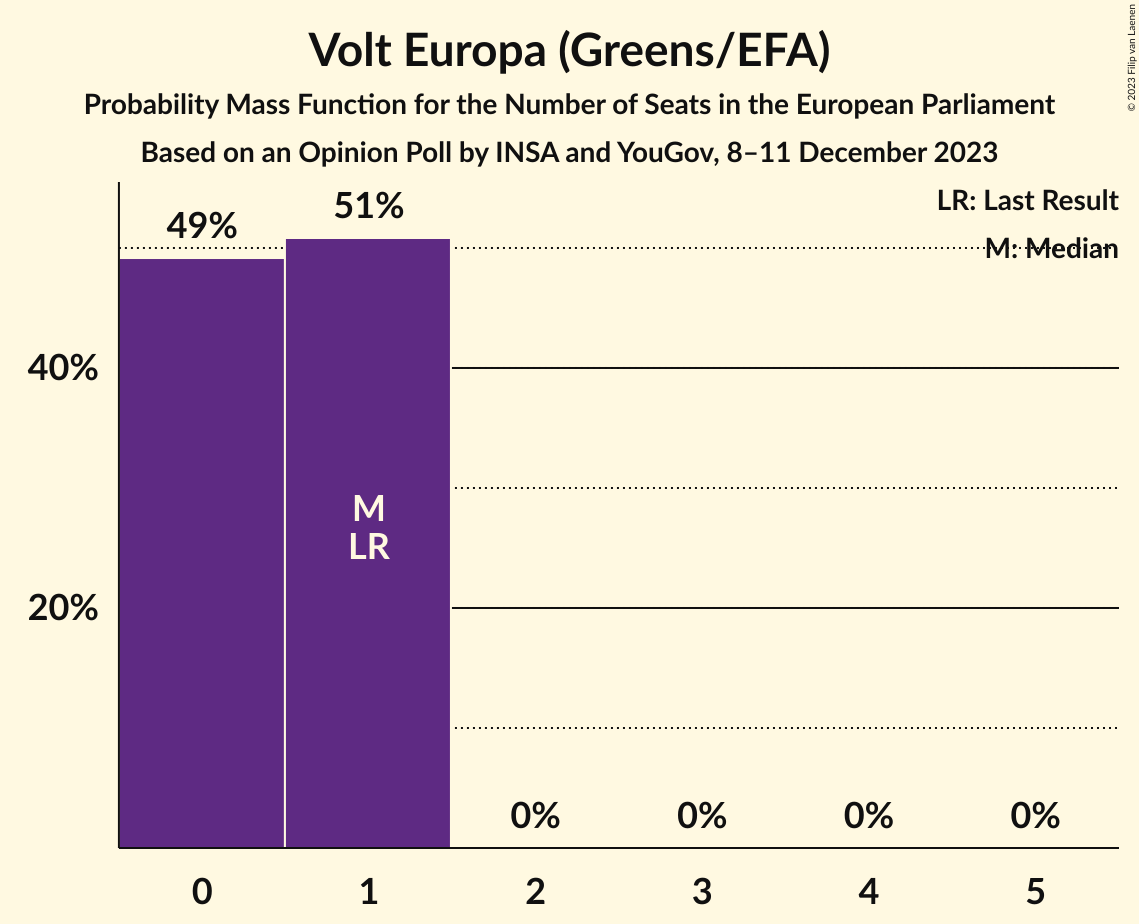 Volt Europa (Greens/EFA)
Probability Mass Function for the Number of Seats in the European Parliament
Based on an Opinion Poll by INSA and YouGov, 8–11 December 2023
© 2023 Filip van Laenen
LR: Last Result
M: Median
49%
51%
40%
20%
M
LR
0%
0%
0%
0%
0
1
2
3
4
5